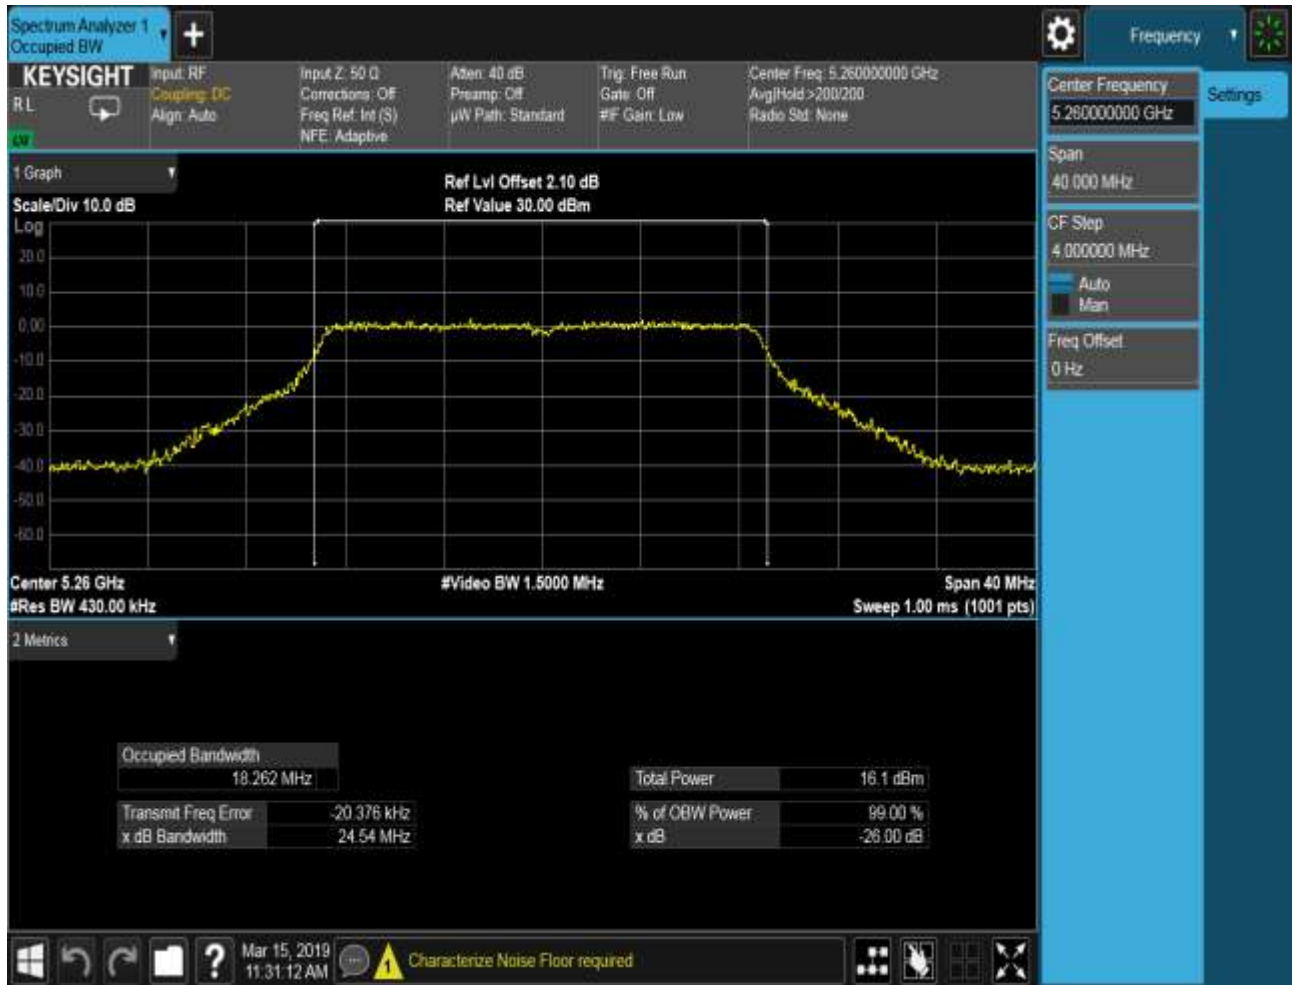 Spectrum Analyzer 1
Occupied BW
+
Frequency
KEYSIGHT
R L
Input: RF
Coupling: DC
Align: Auto
Input Z: 50 Ω
Corrections: Off
Freq Ref: Int (S)
NFE: Adaptive
Atten: 40 dB
Preamp: Off
µW Path: Standard
Trig: Free Run
Gate: Off
#IF Gain: Low
Center Freq: 5.260000000 GHz
Avg|Hold:>200/200
Radio Std: None
Center Frequency
5.260000000 GHz
Settings
Span
40.000 MHz
CF Step
4.000000 MHz
Auto
Man
Freq Offset
0 Hz
1 Graph
Scale/Div 10.0 dB
Ref Lvl Offset 2.10 dB
Ref Value 30.00 dBm
Log
20.0
10.0
0.00
-10.0
-20.0
-30.0
-40.0
-50.0
-60.0
Center 5.26 GHz
#Video BW 1.5000 MHz
Span 40 MHz
#Res BW 430.00 kHz
Sweep 1.00 ms (1001 pts)
2 Metrics
Occupied Bandwidth
18.262 MHz
Total Power 16.1 dBm
Transmit Freq Error -20.376 kHz
% of OBW Power 99.00 %
x dB Bandwidth 24.54 MHz
x dB -26.00 dB
?
Mar 15, 2019
11:31:12 AM
1
Characterize Noise Floor required